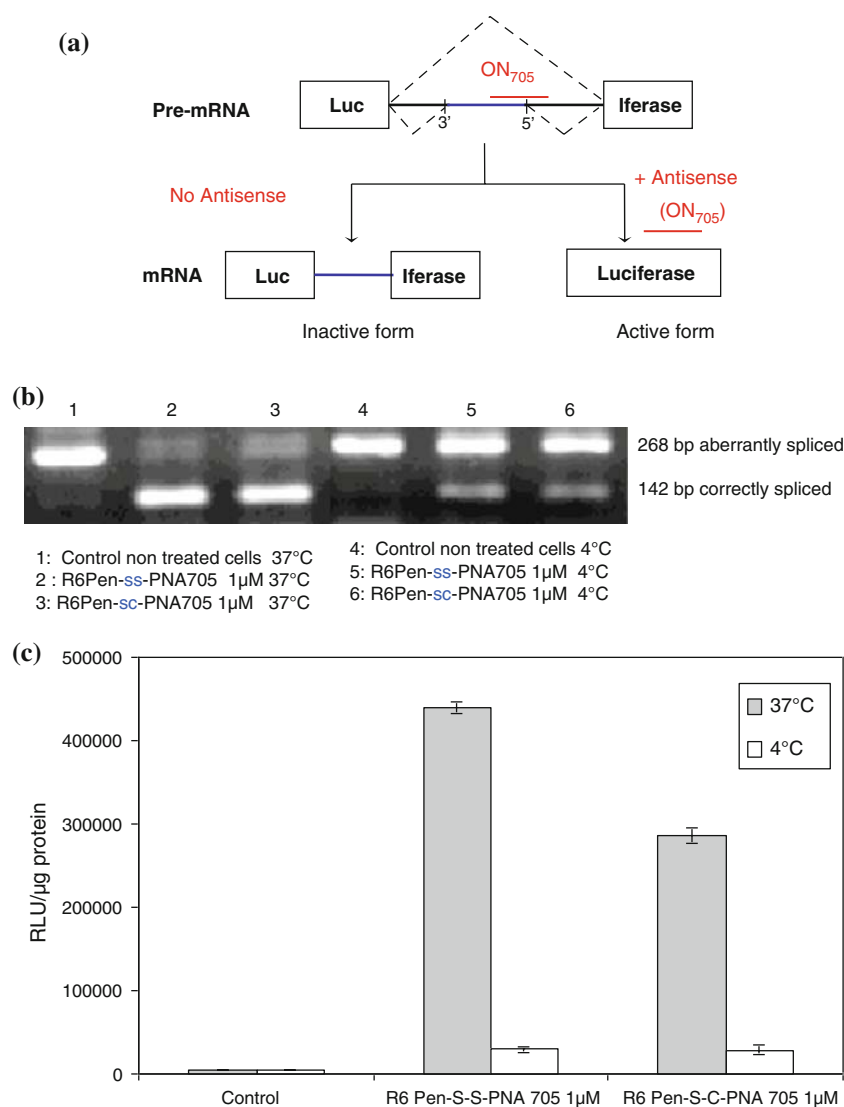 (a)
ON705
Pre-mRNA
Luc
3'
5'
lferase
No Antisense
+ Antisense
(ON705)
mRNA
Luc
lferase
Luciferase
Inactive form
Active form
(b)
1 2 3 4 5 6
268 bp aberrantly spliced
142 bp correctly spliced
1: Control non treated cells 37°C
2 : R6Pen-ss-PNA705 1µM 37°C
3: R6Pen-sc-PNA705 1µM 37°C
4: Control non treated cells 4°C
5: R6Pen-ss-PNA705 1µM 4°C
6: R6Pen-sc-PNA705 1µM 4°C
(c)
500000
400000
300000
200000
100000
0
RLU/µg protein
37°C
4°C
Control
R6 Pen-S-S-PNA 705 1µM
R6 Pen-S-C-PNA 705 1µM